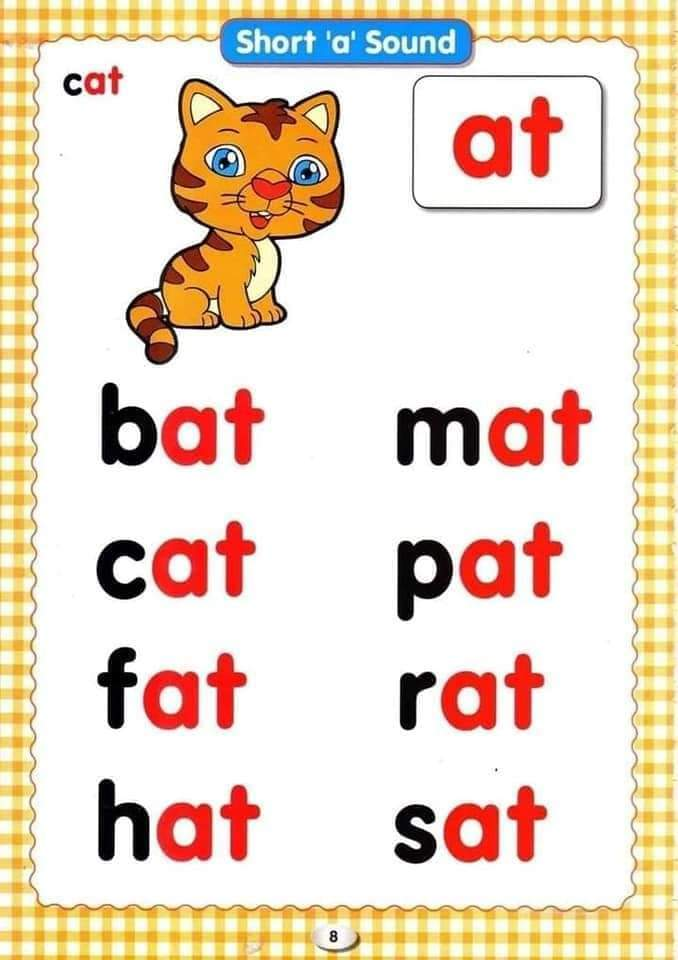 Short 'a' Sound
cat
at
bat mat
cat pat
fat rat
hat sat
8